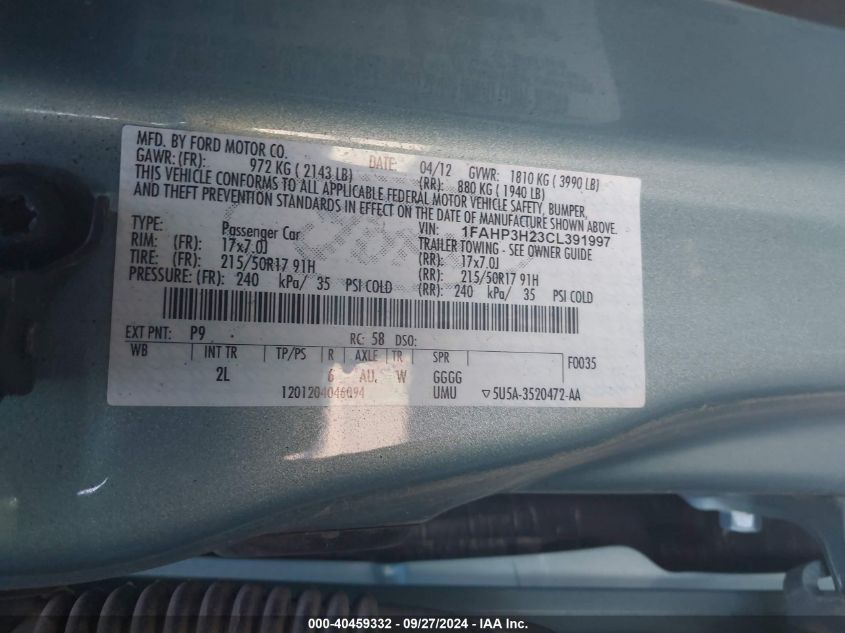 MFD. BY FORD MOTOR CO.
DATE: 04/12 GVWR: 1810 KG ( 3990 LB)
GAWR: (FR): 972 KG ( 2143 LB) (RR): 880 KG ( 1940 LB)
THIS VEHICLE CONFORMS TO ALL APPLICABLE FEDERAL MOTOR VEHICLE SAFETY, BUMPER,
AND THEFT PREVENTION STANDARDS IN EFFECT ON THE DATE OF MANUFACTURE SHOWN ABOVE.
VIN: 1FAHP3H23CL391997
TYPE: Passenger Car TRAILER TOWING - SEE OWNER GUIDE
RIM: (FR): 17x7.0J (RR): 17x7.0J
TIRE: (FR): 215/50R17 91H (RR): 215/50R17 91H
PRESSURE: (FR): 240 kPa/ 35 PSI COLD (RR): 240 kPa/ 35 PSI COLD
EXT PNT: P9 RC: 58 DSO:
WB INT TR TP/PS R AXLE TR SPR F0035
2L 6 AU. W GGGG
1201204046094 UMU ▽5U5A-3520472-AA
000-40459332 - 09/27/2024 - IAA Inc.